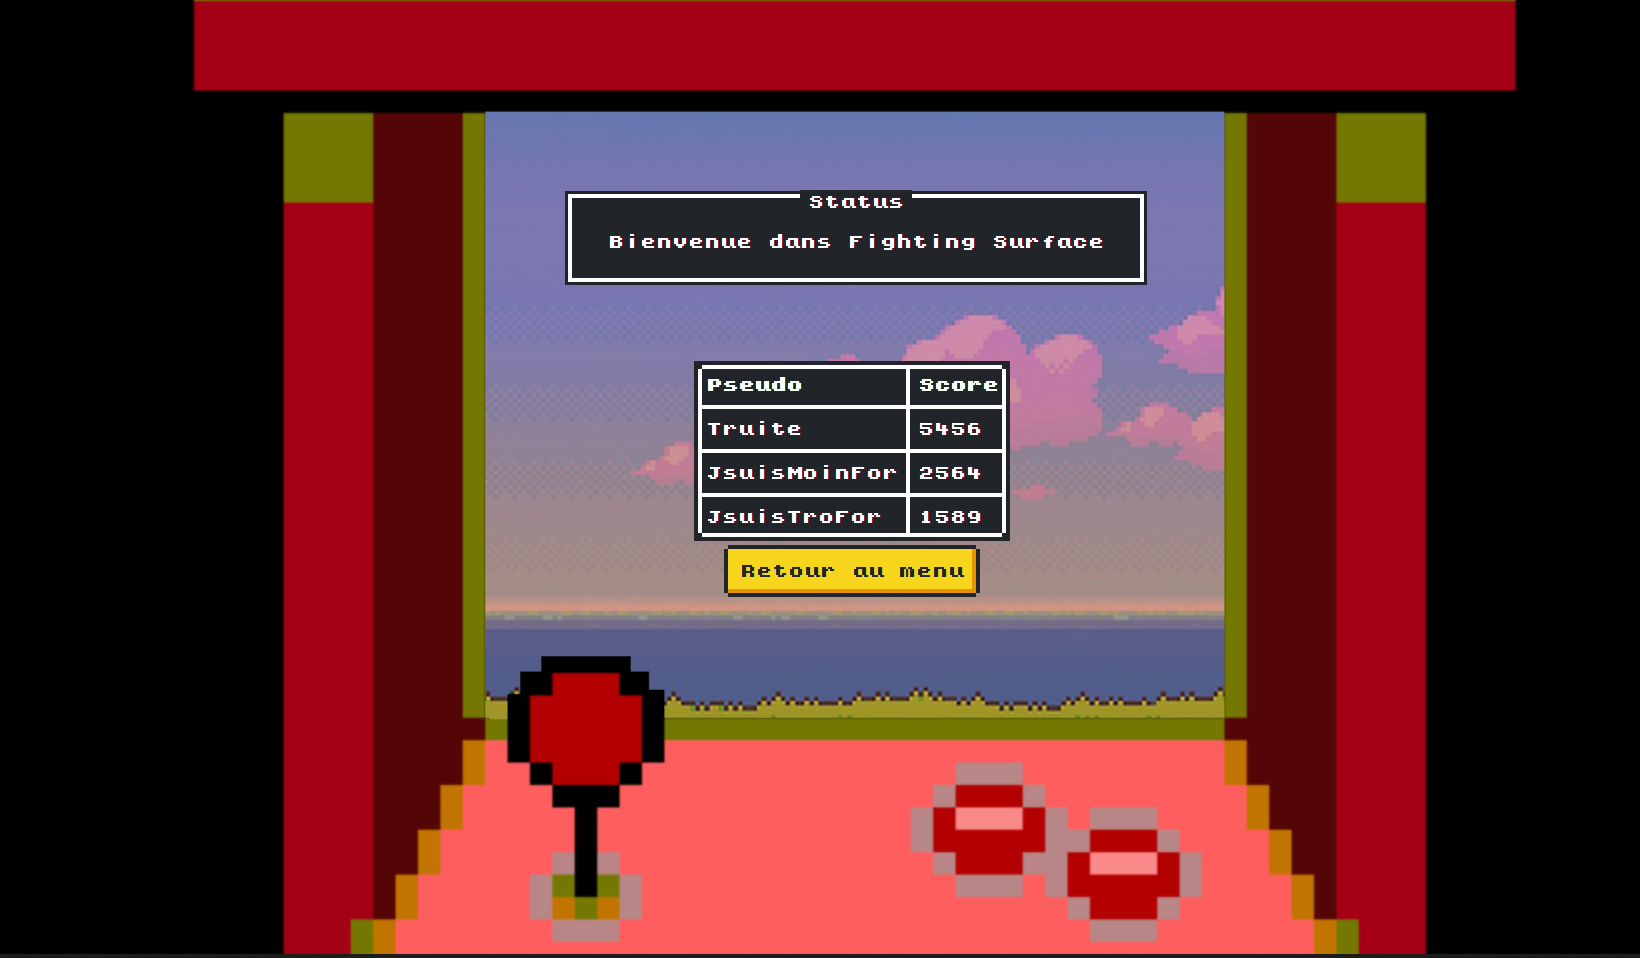 Status
Bienvenue dans Fighting Surface
Pseudo Score
Truite 5456
JsuisMoinFor 2564
JsuisTroFor 1589
Retour au menu